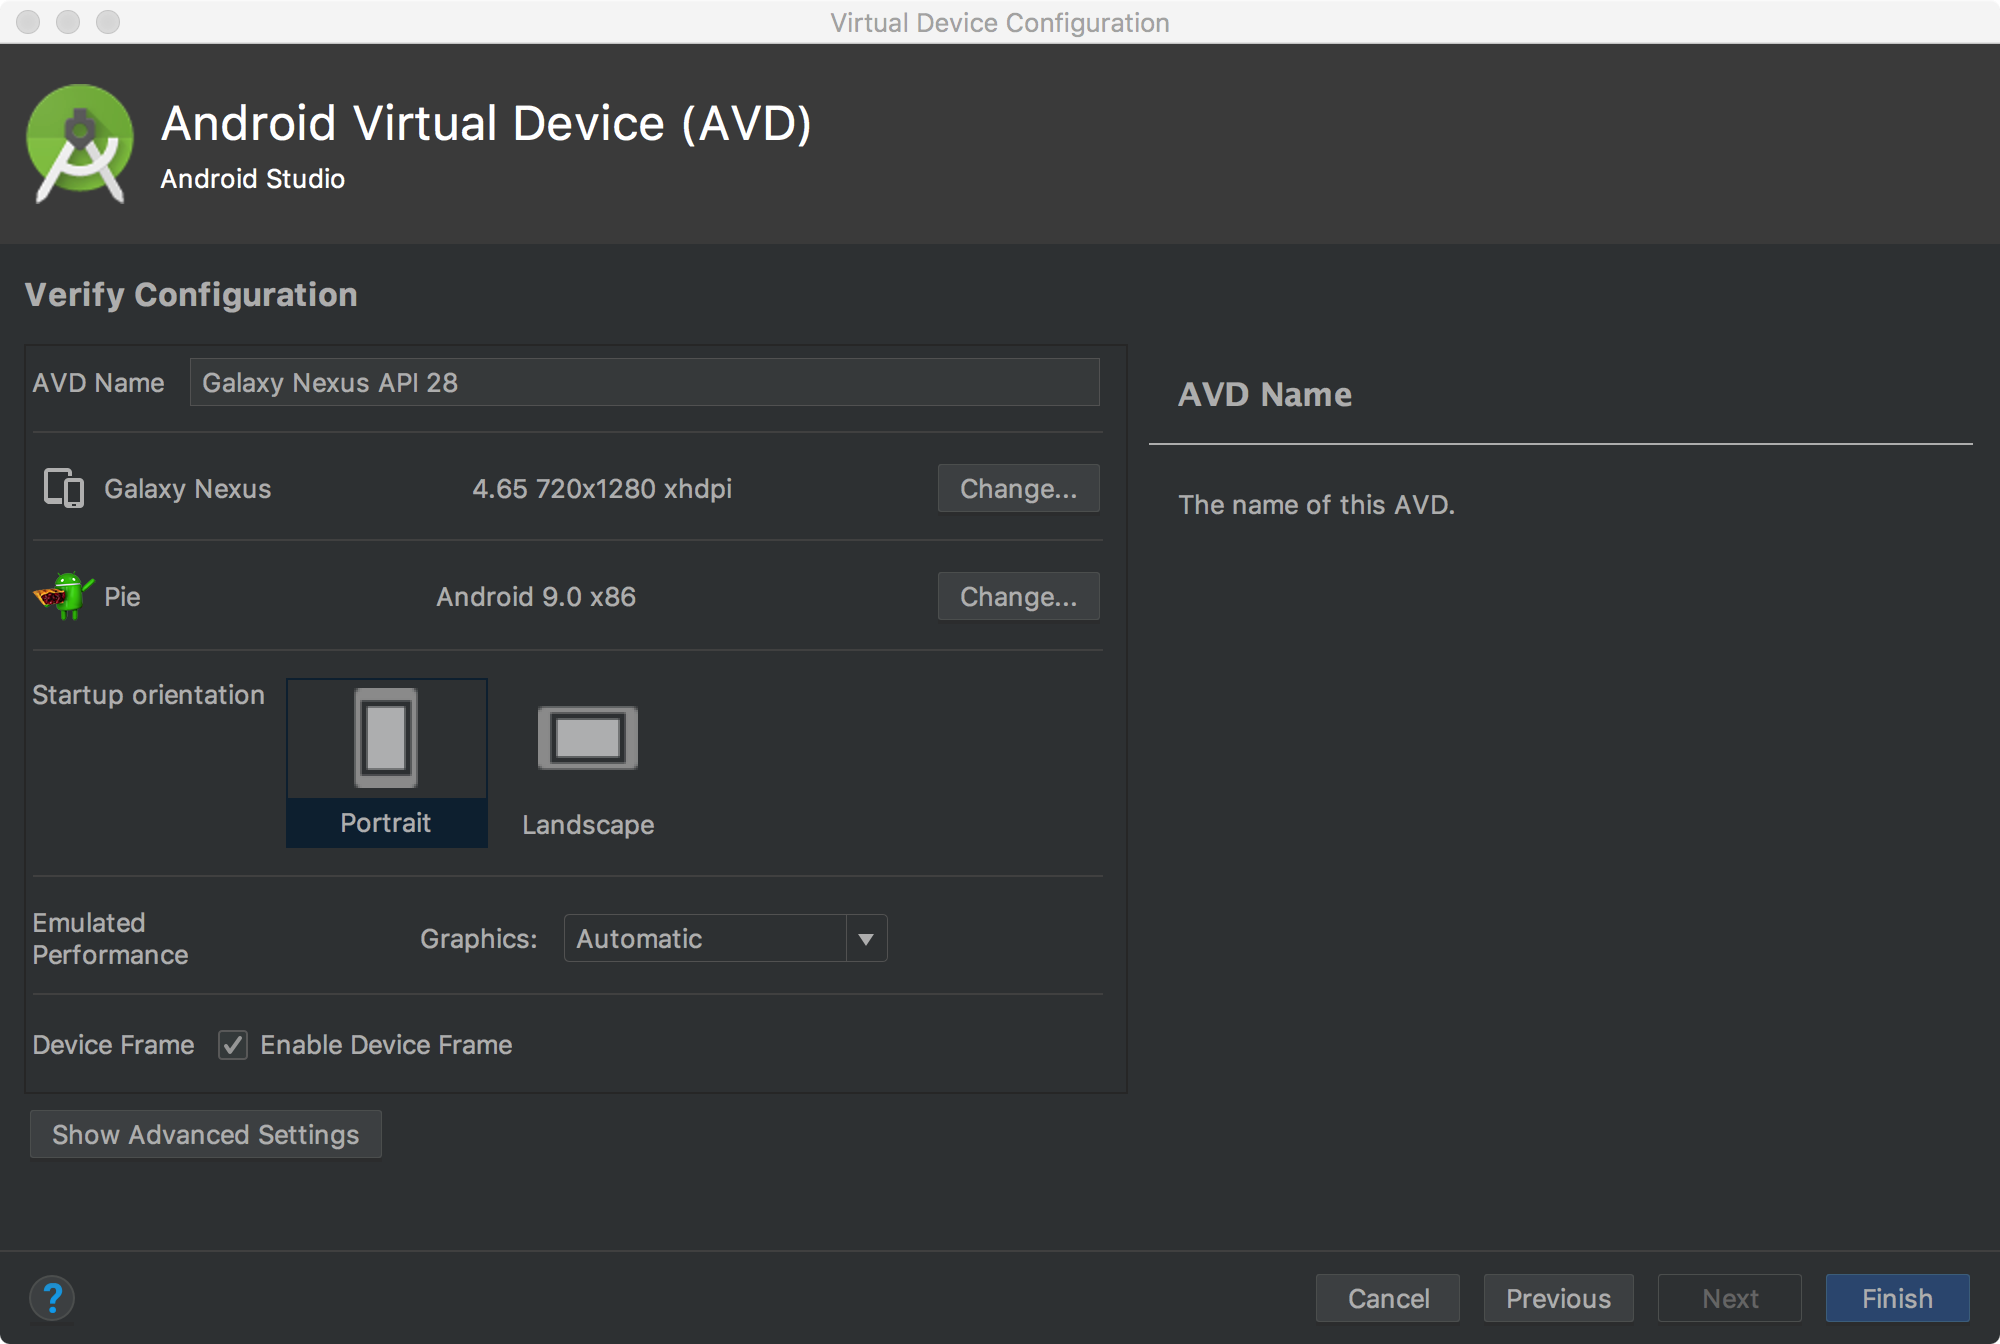 Virtual Device Configuration
Android Virtual Device (AVD)
Android Studio
Verify Configuration
AVD Name Galaxy Nexus API 28
Galaxy Nexus 4.65 720x1280 xhdpi Change...
Pie Android 9.0 x86 Change...
Startup orientation
Portrait Landscape
Emulated
Performance
Graphics: Automatic
Device Frame Enable Device Frame
Show Advanced Settings
AVD Name
The name of this AVD.
? Cancel Previous Next Finish